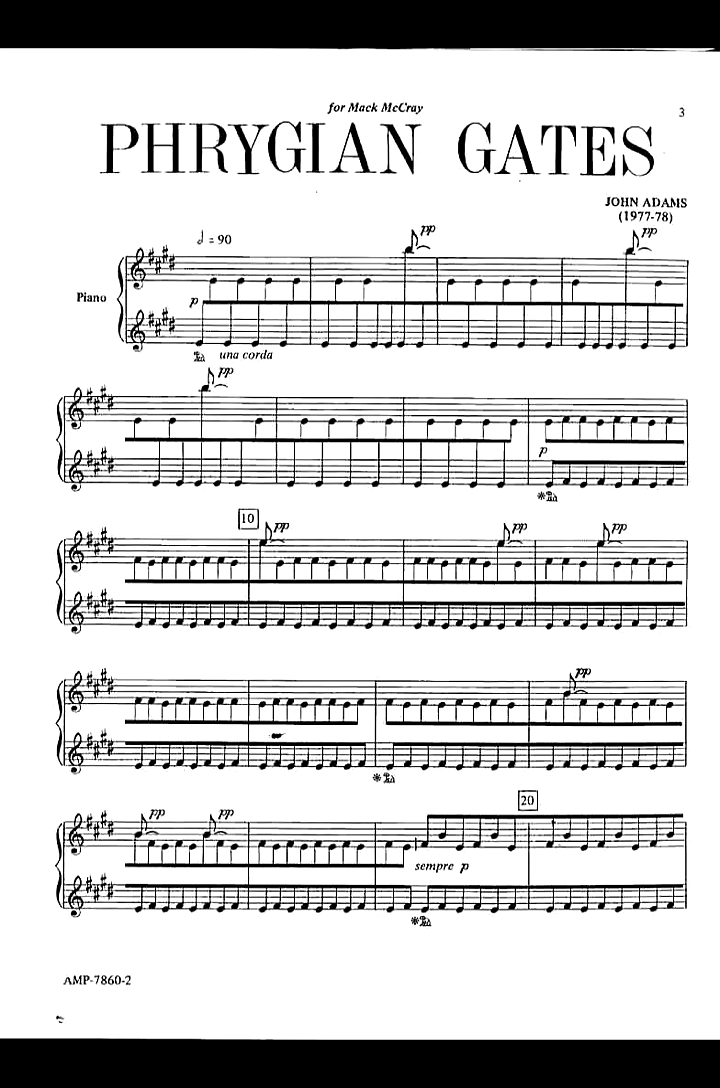 for Mack McCray
3
PHRYGIAN GATES
JOHN ADAMS
(1977-78)
pp
pp
𝅗𝅥 = 90
Piano
p
una corda
pp
p
10
pp
pp
pp
pp
pp
pp
20
sempre p
AMP-7860-2